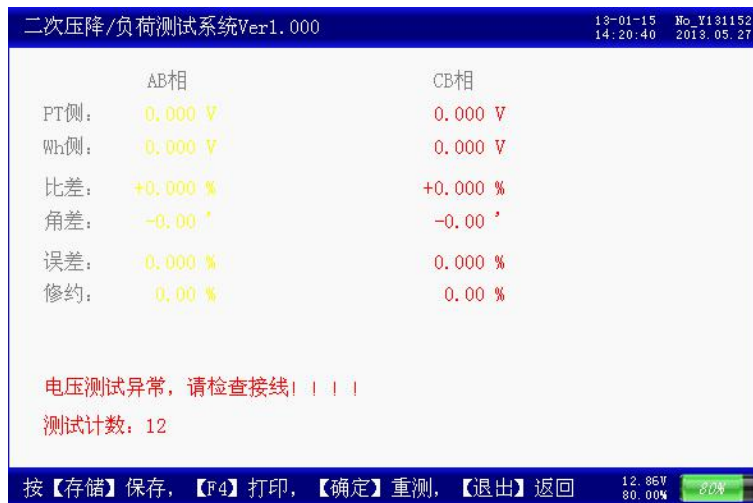 二次压降/负荷测试系统Ver1.000 13-01-15 No_Y131152
14:20:40 2013.05.27
AB相 CB相
PT侧: 0.000 V 0.000 V
Wh侧: 0.000 V 0.000 V
比差: +0.000 % +0.000 %
角差: -0.00 ' -0.00 '
误差: 0.000 % 0.000 %
修约: 0.00 % 0.00 %
电压测试异常, 请检查接线!!!!
测试计数: 12
按【存储】保存, 【F4】打印, 【确定】重测, 【退出】返回 12.86V
80.00% 80%